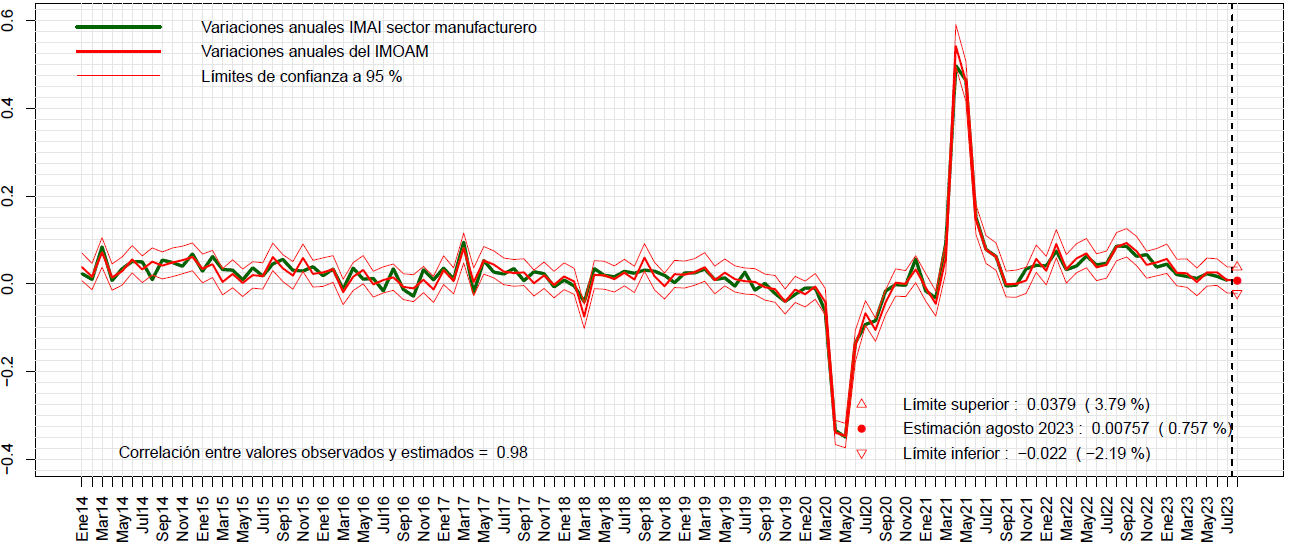 Variaciones anuales IMAI sector manufacturero
Variaciones anuales del IMOAM
Límites de confianza a 95 %
0.6
0.4
0.2
0.0
−0.2
−0.4
Límite superior : 0.0379 ( 3.79 %)
Estimación agosto 2023 : 0.00757 ( 0.757 %)
Límite inferior : −0.022 ( −2.19 %)
Correlación entre valores observados y estimados = 0.98
Ene14
Mar14
May14
Jul14
Sep14
Nov14
Ene15
Mar15
May15
Jul15
Sep15
Nov15
Ene16
Mar16
May16
Jul16
Sep16
Nov16
Ene17
Mar17
May17
Jul17
Sep17
Nov17
Ene18
Mar18
May18
Jul18
Sep18
Nov18
Ene19
Mar19
May19
Jul19
Sep19
Nov19
Ene20
Mar20
May20
Jul20
Sep20
Nov20
Ene21
Mar21
May21
Jul21
Sep21
Nov21
Ene22
Mar22
May22
Jul22
Sep22
Nov22
Ene23
Mar23
May23
Jul23